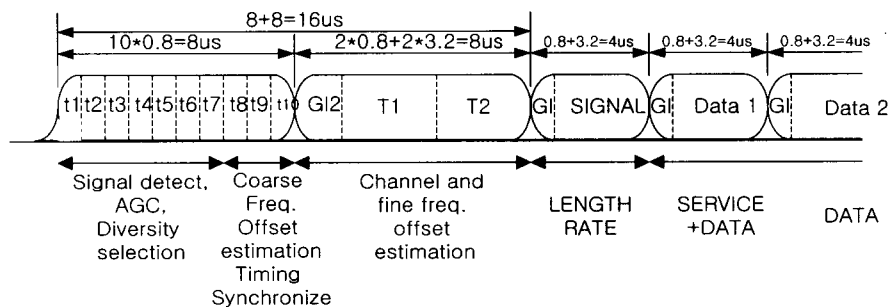 8+8=16us
10*0.8=8us 2*0.8+2*3.2=8us 0.8+3.2=4us 0.8+3.2=4us 0.8+3.2=4us
t1 t2 t3 t4 t5 t6 t7 t8 t9 t10 GI2 T1 T2 GI SIGNAL GI Data 1 GI Data 2
Signal detect,
AGC,
Diversity
selection
Coarse
Freq.
Offset
estimation
Timing
Synchronize
Channel and
fine freq.
offset
estimation
LENGTH
RATE
SERVICE
+DATA
DATA